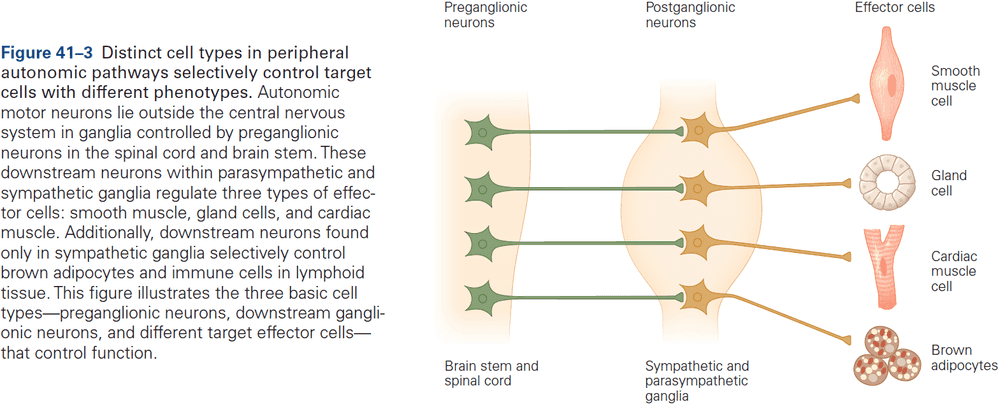 Figure 41–3 Distinct cell types in peripheral
autonomic pathways selectively control target
cells with different phenotypes. Autonomic
motor neurons lie outside the central nervous
system in ganglia controlled by preganglionic
neurons in the spinal cord and brain stem. These
downstream neurons within parasympathetic and
sympathetic ganglia regulate three types of effec-
tor cells: smooth muscle, gland cells, and cardiac
muscle. Additionally, downstream neurons found
only in sympathetic ganglia selectively control
brown adipocytes and immune cells in lymphoid
tissue. This figure illustrates the three basic cell
types—preganglionic neurons, downstream gangli-
onic neurons, and different target effector cells—
that control function.
Preganglionic
neurons
Postganglionic
neurons
Effector cells
Smooth
muscle
cell
Gland
cell
Cardiac
muscle
cell
Brown
adipocytes
Brain stem and
spinal cord
Sympathetic and
parasympathetic
ganglia